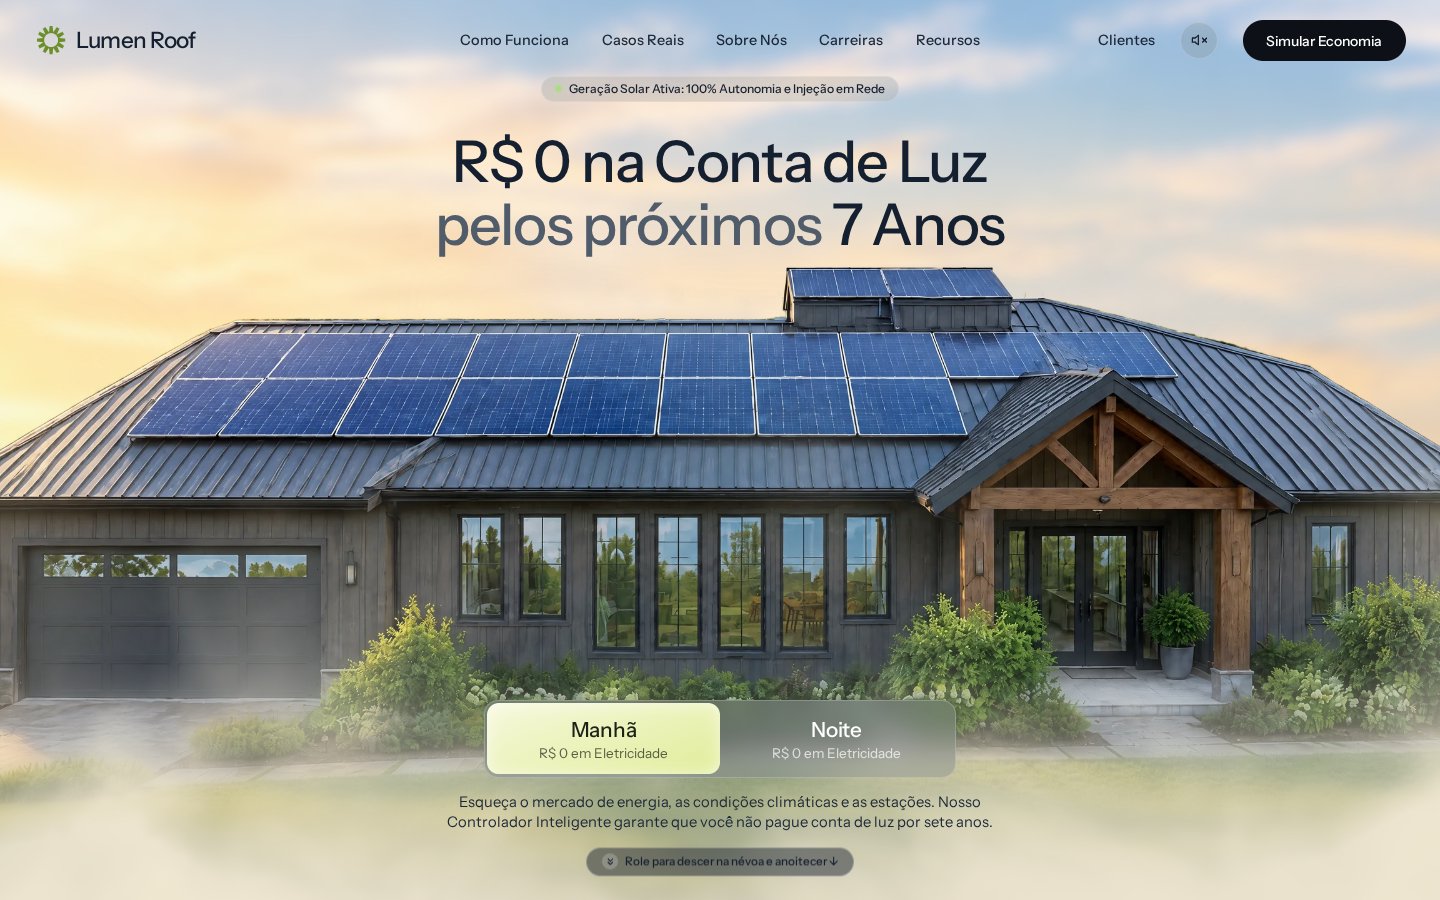 Lumen Roof
Como Funciona
Casos Reais
Sobre Nós
Carreiras
Recursos
Clientes
Simular Economia
Geração Solar Ativa: 100% Autonomia e Injeção em Rede
R$ 0 na Conta de Luz
pelos próximos 7 Anos
Manhã
R$ 0 em Eletricidade
Noite
R$ 0 em Eletricidade
Esqueça o mercado de energia, as condições climáticas e as estações. Nosso
Controlador Inteligente garante que você não pague conta de luz por sete anos.
Role para descer na névoa e anoitecer ↓